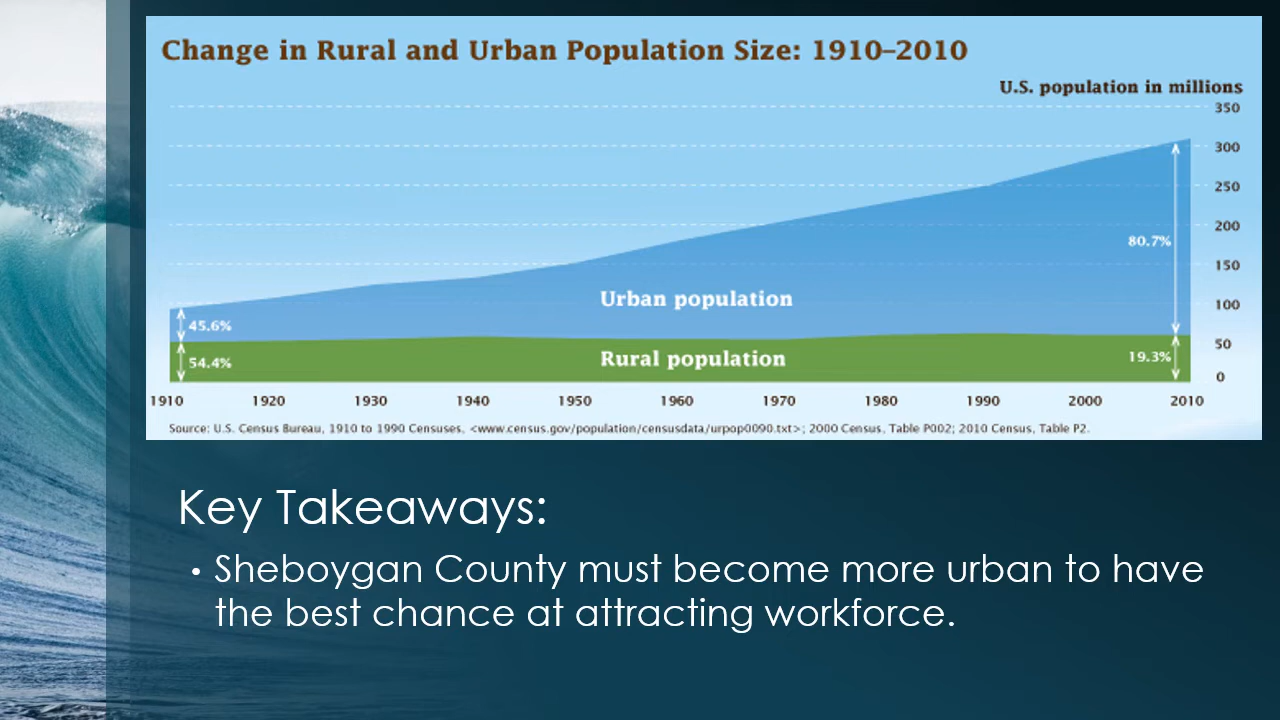 Change in Rural and Urban Population Size: 1910–2010
U.S. population in millions
350
300
250
80.7%
200
150
Urban population
100
45.6%
50
Rural population
19.3%
54.4%
0
1910 1920 1930 1940 1950 1960 1970 1980 1990 2000 2010
Source: U.S. Census Bureau, 1910 to 1990 Censuses, <www.census.gov/population/censusdata/urpop0090.txt>; 2000 Census, Table P002; 2010 Census, Table P2.
Key Takeaways:
• Sheboygan County must become more urban to have
the best chance at attracting workforce.